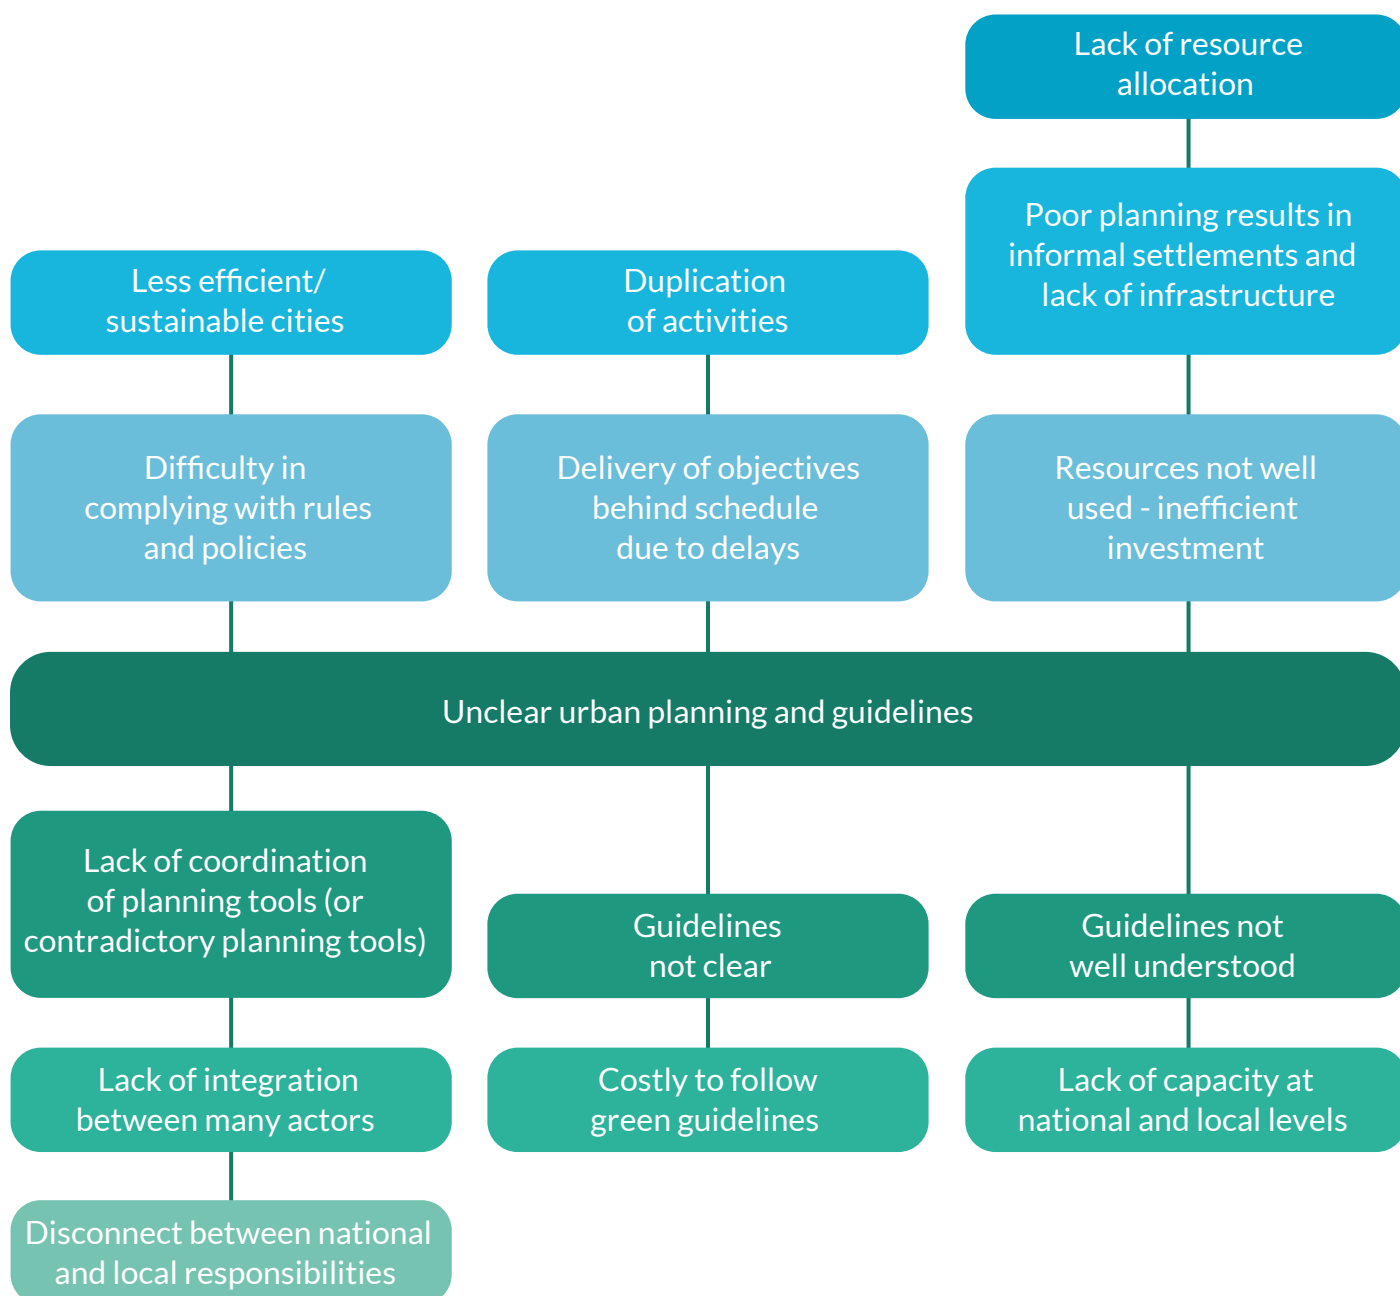 Lack of resource
allocation
Poor planning results in
informal settlements and
lack of infrastructure
Less efficient/
sustainable cities
Duplication
of activities
Difficulty in
complying with rules
and policies
Delivery of objectives
behind schedule
due to delays
Resources not well
used - inefficient
investment
Unclear urban planning and guidelines
Lack of coordination
of planning tools (or
contradictory planning tools)
Guidelines
not clear
Guidelines not
well understood
Lack of integration
between many actors
Costly to follow
green guidelines
Lack of capacity at
national and local levels
Disconnect between national
and local responsibilities